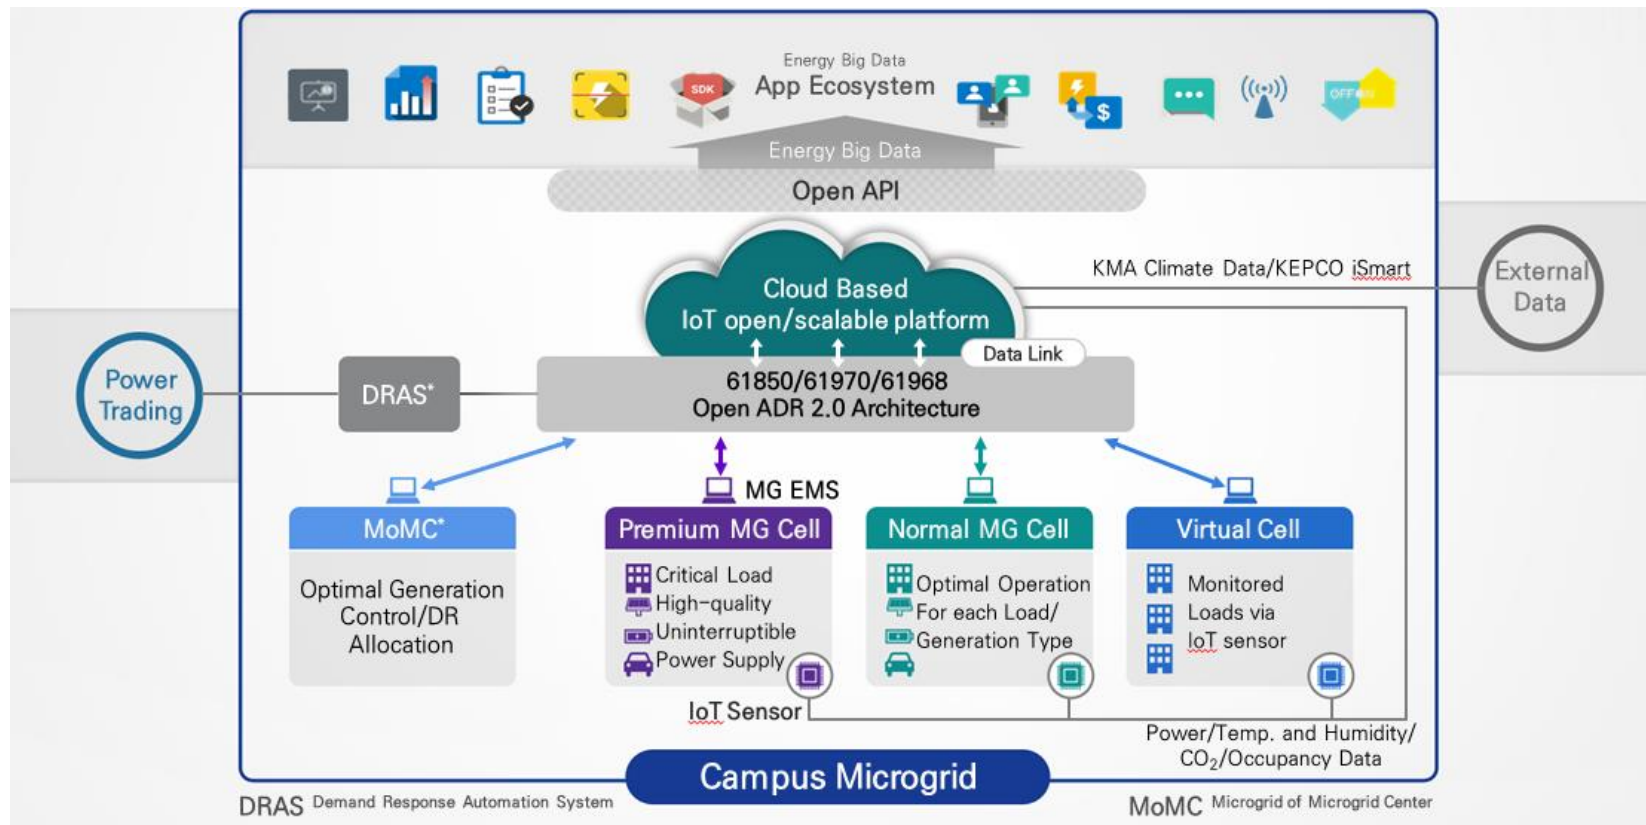 Energy Big Data
App Ecosystem
SDK
$
OFF
Energy Big Data
Open API
KMA Climate Data/KEPCO iSmart
External
Data
Cloud Based
IoT open/scalable platform
Data Link
Power
Trading
DRAS*
61850/61970/61968
Open ADR 2.0 Architecture
MG EMS
MoMC*
Optimal Generation
Control/DR
Allocation
Premium MG Cell
Critical Load
High-quality
Uninterruptible
Power Supply
Normal MG Cell
Optimal Operation
For each Load/
Generation Type
Virtual Cell
Monitored
Loads via
IoT sensor
IoT Sensor
Power/Temp. and Humidity/
CO₂/Occupancy Data
Campus Microgrid
DRAS Demand Response Automation System
MoMC Microgrid of Microgrid Center